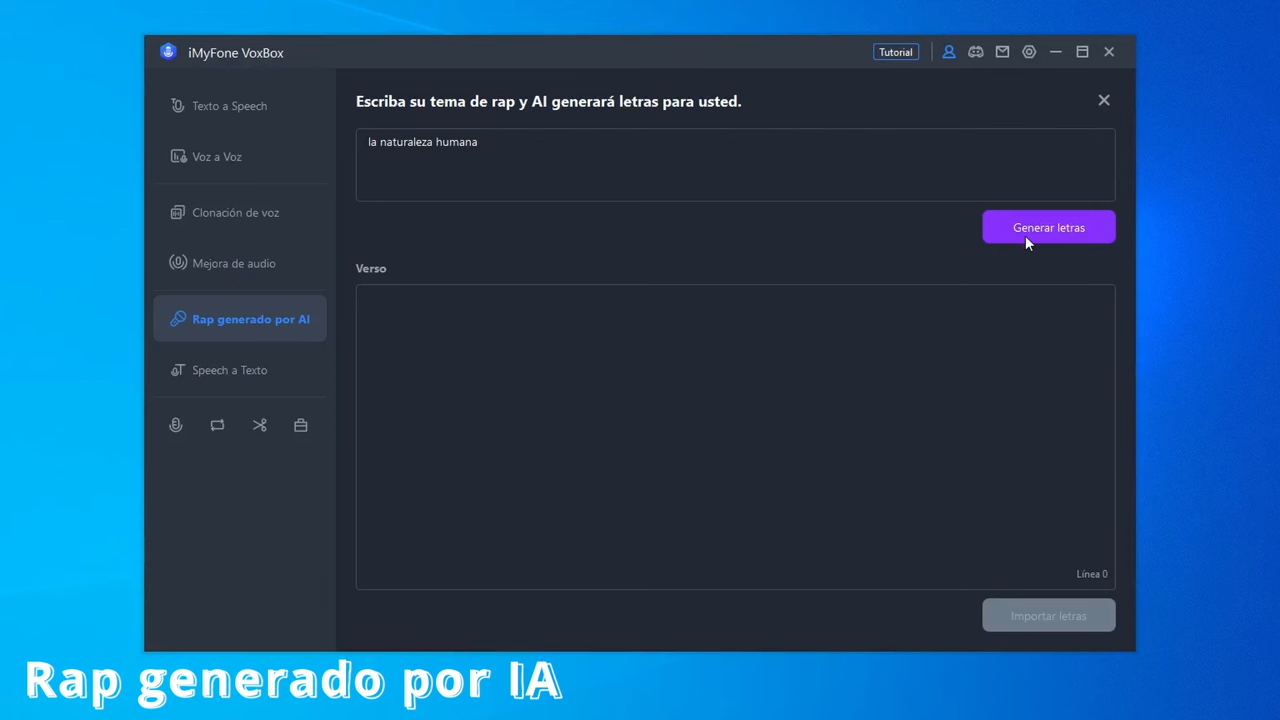 iMyFone VoxBox
Tutorial
Texto a Speech
Voz a Voz
Clonación de voz
Mejora de audio
Rap generado por AI
Speech a Texto
Escriba su tema de rap y AI generará letras para usted.
la naturaleza humana
Generar letras
Verso
Línea 0
Importar letras
Rap generado por IA